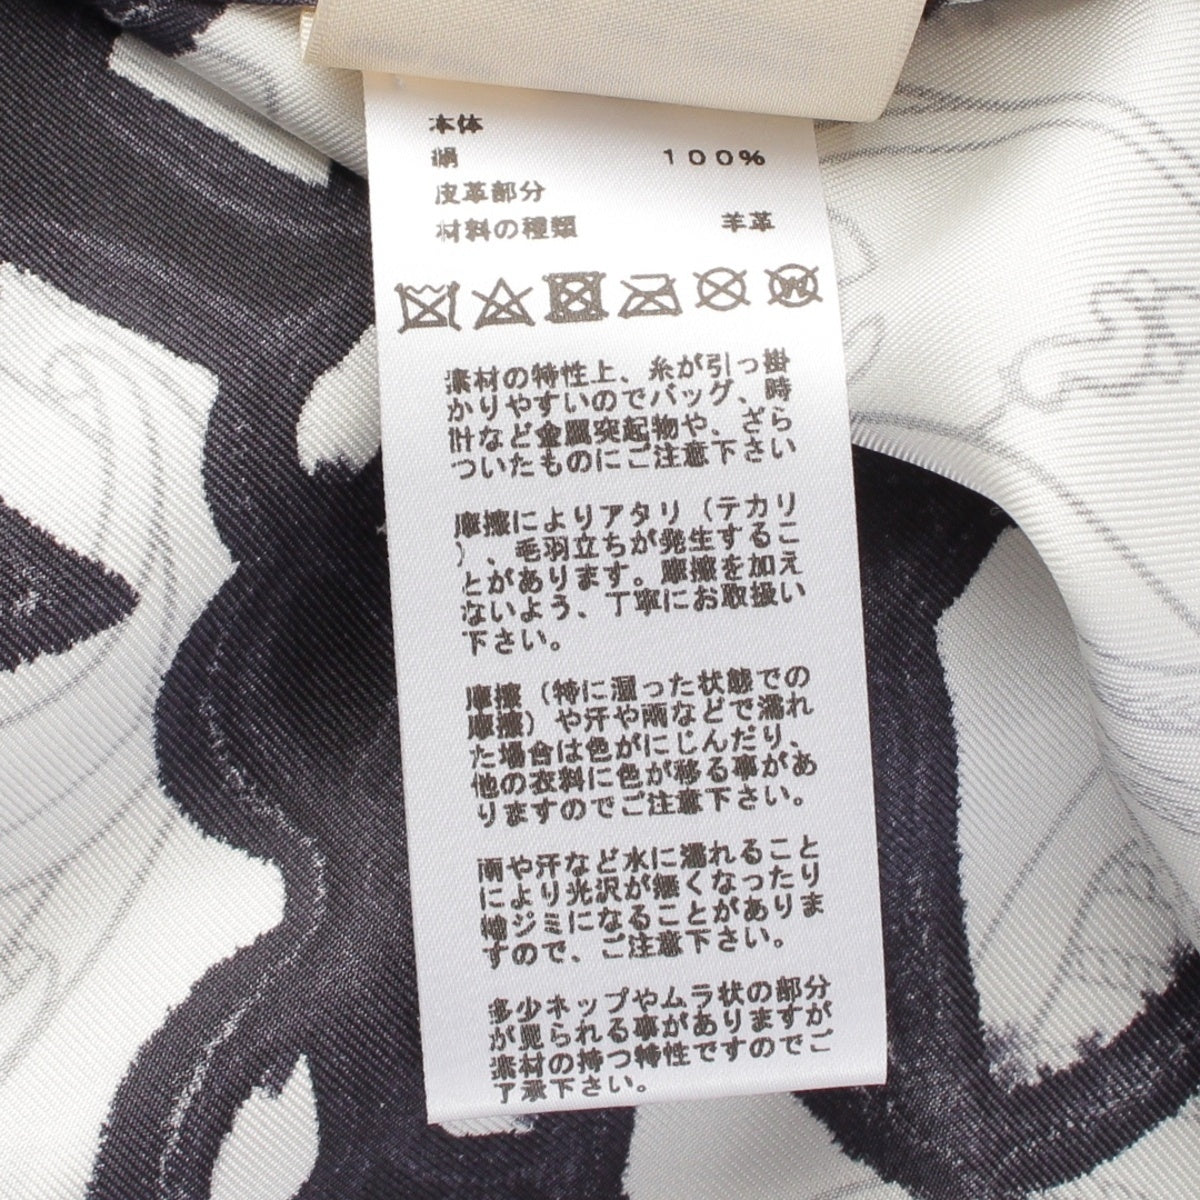 本体
絹 100%
皮革部分
材料の種類 羊革
素材の特性上、糸が引っ掛
かりやすいのでバッグ、時
計など金属突起物や、ざら
ついたものにご注意下さい
摩擦によりアタリ（テカリ
）、毛羽立ちが発生するこ
とがあります。摩擦を加え
ないよう、丁寧にお取扱い
下さい。
摩擦（特に湿った状態での
摩擦）や汗や雨などで濡れ
た場合は色がにじんだり、
他の衣料に色が移る事があ
りますのでご注意下さい。
雨や汗など水に濡れること
により光沢が無くなったり
輪ジミになることがありま
すので、ご注意下さい。
多少ネップやムラ状の部分
が見られる事がありますが
素材の持つ特性ですのでご
了承下さい。